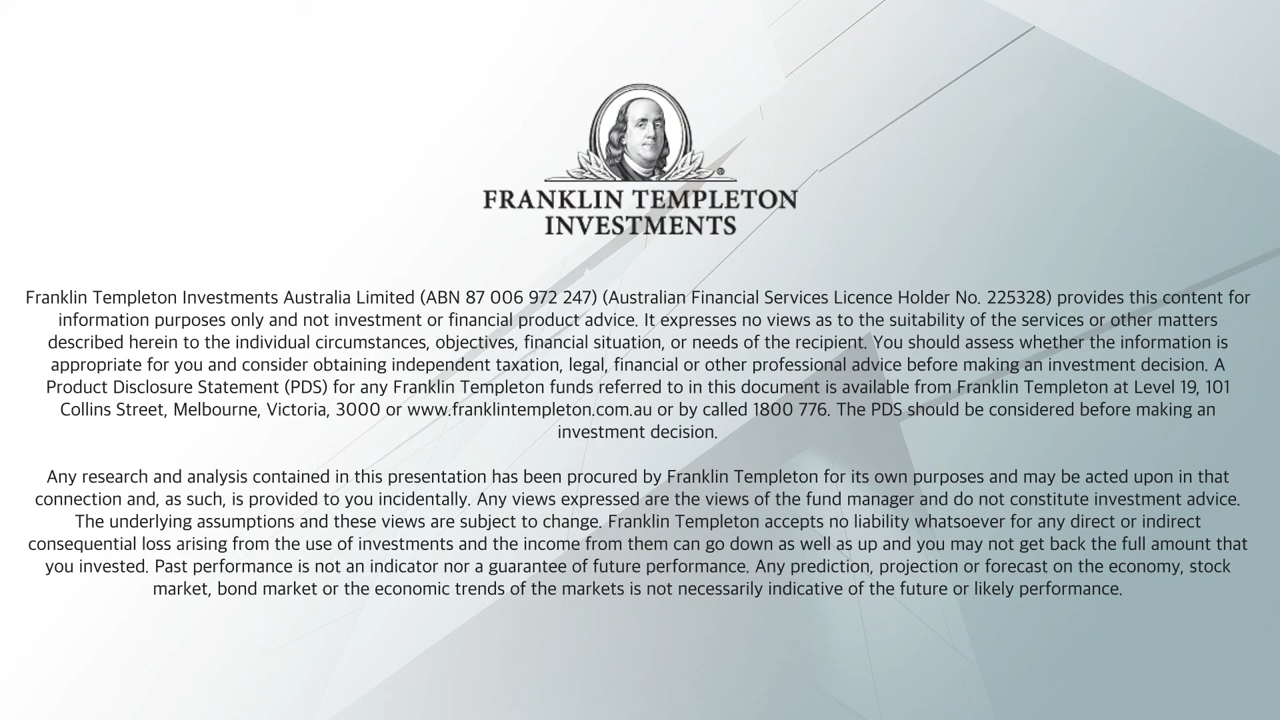 FRANKLIN TEMPLETON
INVESTMENTS
Franklin Templeton Investments Australia Limited (ABN 87 006 972 247) (Australian Financial Services Licence Holder No. 225328) provides this content for
information purposes only and not investment or financial product advice. It expresses no views as to the suitability of the services or other matters
described herein to the individual circumstances, objectives, financial situation, or needs of the recipient. You should assess whether the information is
appropriate for you and consider obtaining independent taxation, legal, financial or other professional advice before making an investment decision. A
Product Disclosure Statement (PDS) for any Franklin Templeton funds referred to in this document is available from Franklin Templeton at Level 19, 101
Collins Street, Melbourne, Victoria, 3000 or www.franklintempleton.com.au or by called 1800 776. The PDS should be considered before making an
investment decision.
Any research and analysis contained in this presentation has been procured by Franklin Templeton for its own purposes and may be acted upon in that
connection and, as such, is provided to you incidentally. Any views expressed are the views of the fund manager and do not constitute investment advice.
The underlying assumptions and these views are subject to change. Franklin Templeton accepts no liability whatsoever for any direct or indirect
consequential loss arising from the use of investments and the income from them can go down as well as up and you may not get back the full amount that
you invested. Past performance is not an indicator nor a guarantee of future performance. Any prediction, projection or forecast on the economy, stock
market, bond market or the economic trends of the markets is not necessarily indicative of the future or likely performance.